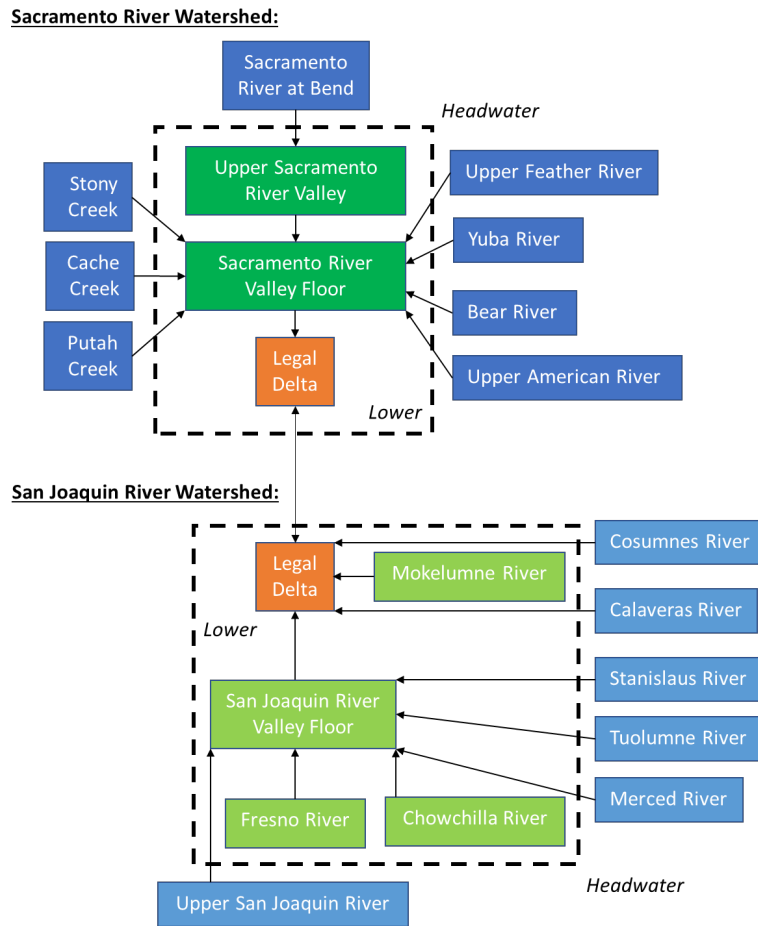 Sacramento River Watershed:
Sacramento
River at Bend
Headwater
Upper Sacramento
River Valley
Stony
Creek
Upper Feather River
Yuba River
Cache
Creek
Sacramento River
Valley Floor
Bear River
Putah
Creek
Legal
Delta
Upper American River
Lower
San Joaquin River Watershed:
Cosumnes River
Legal
Delta
Mokelumne River
Calaveras River
Lower
Stanislaus River
San Joaquin River
Valley Floor
Tuolumne River
Merced River
Fresno River
Chowchilla River
Headwater
Upper San Joaquin River